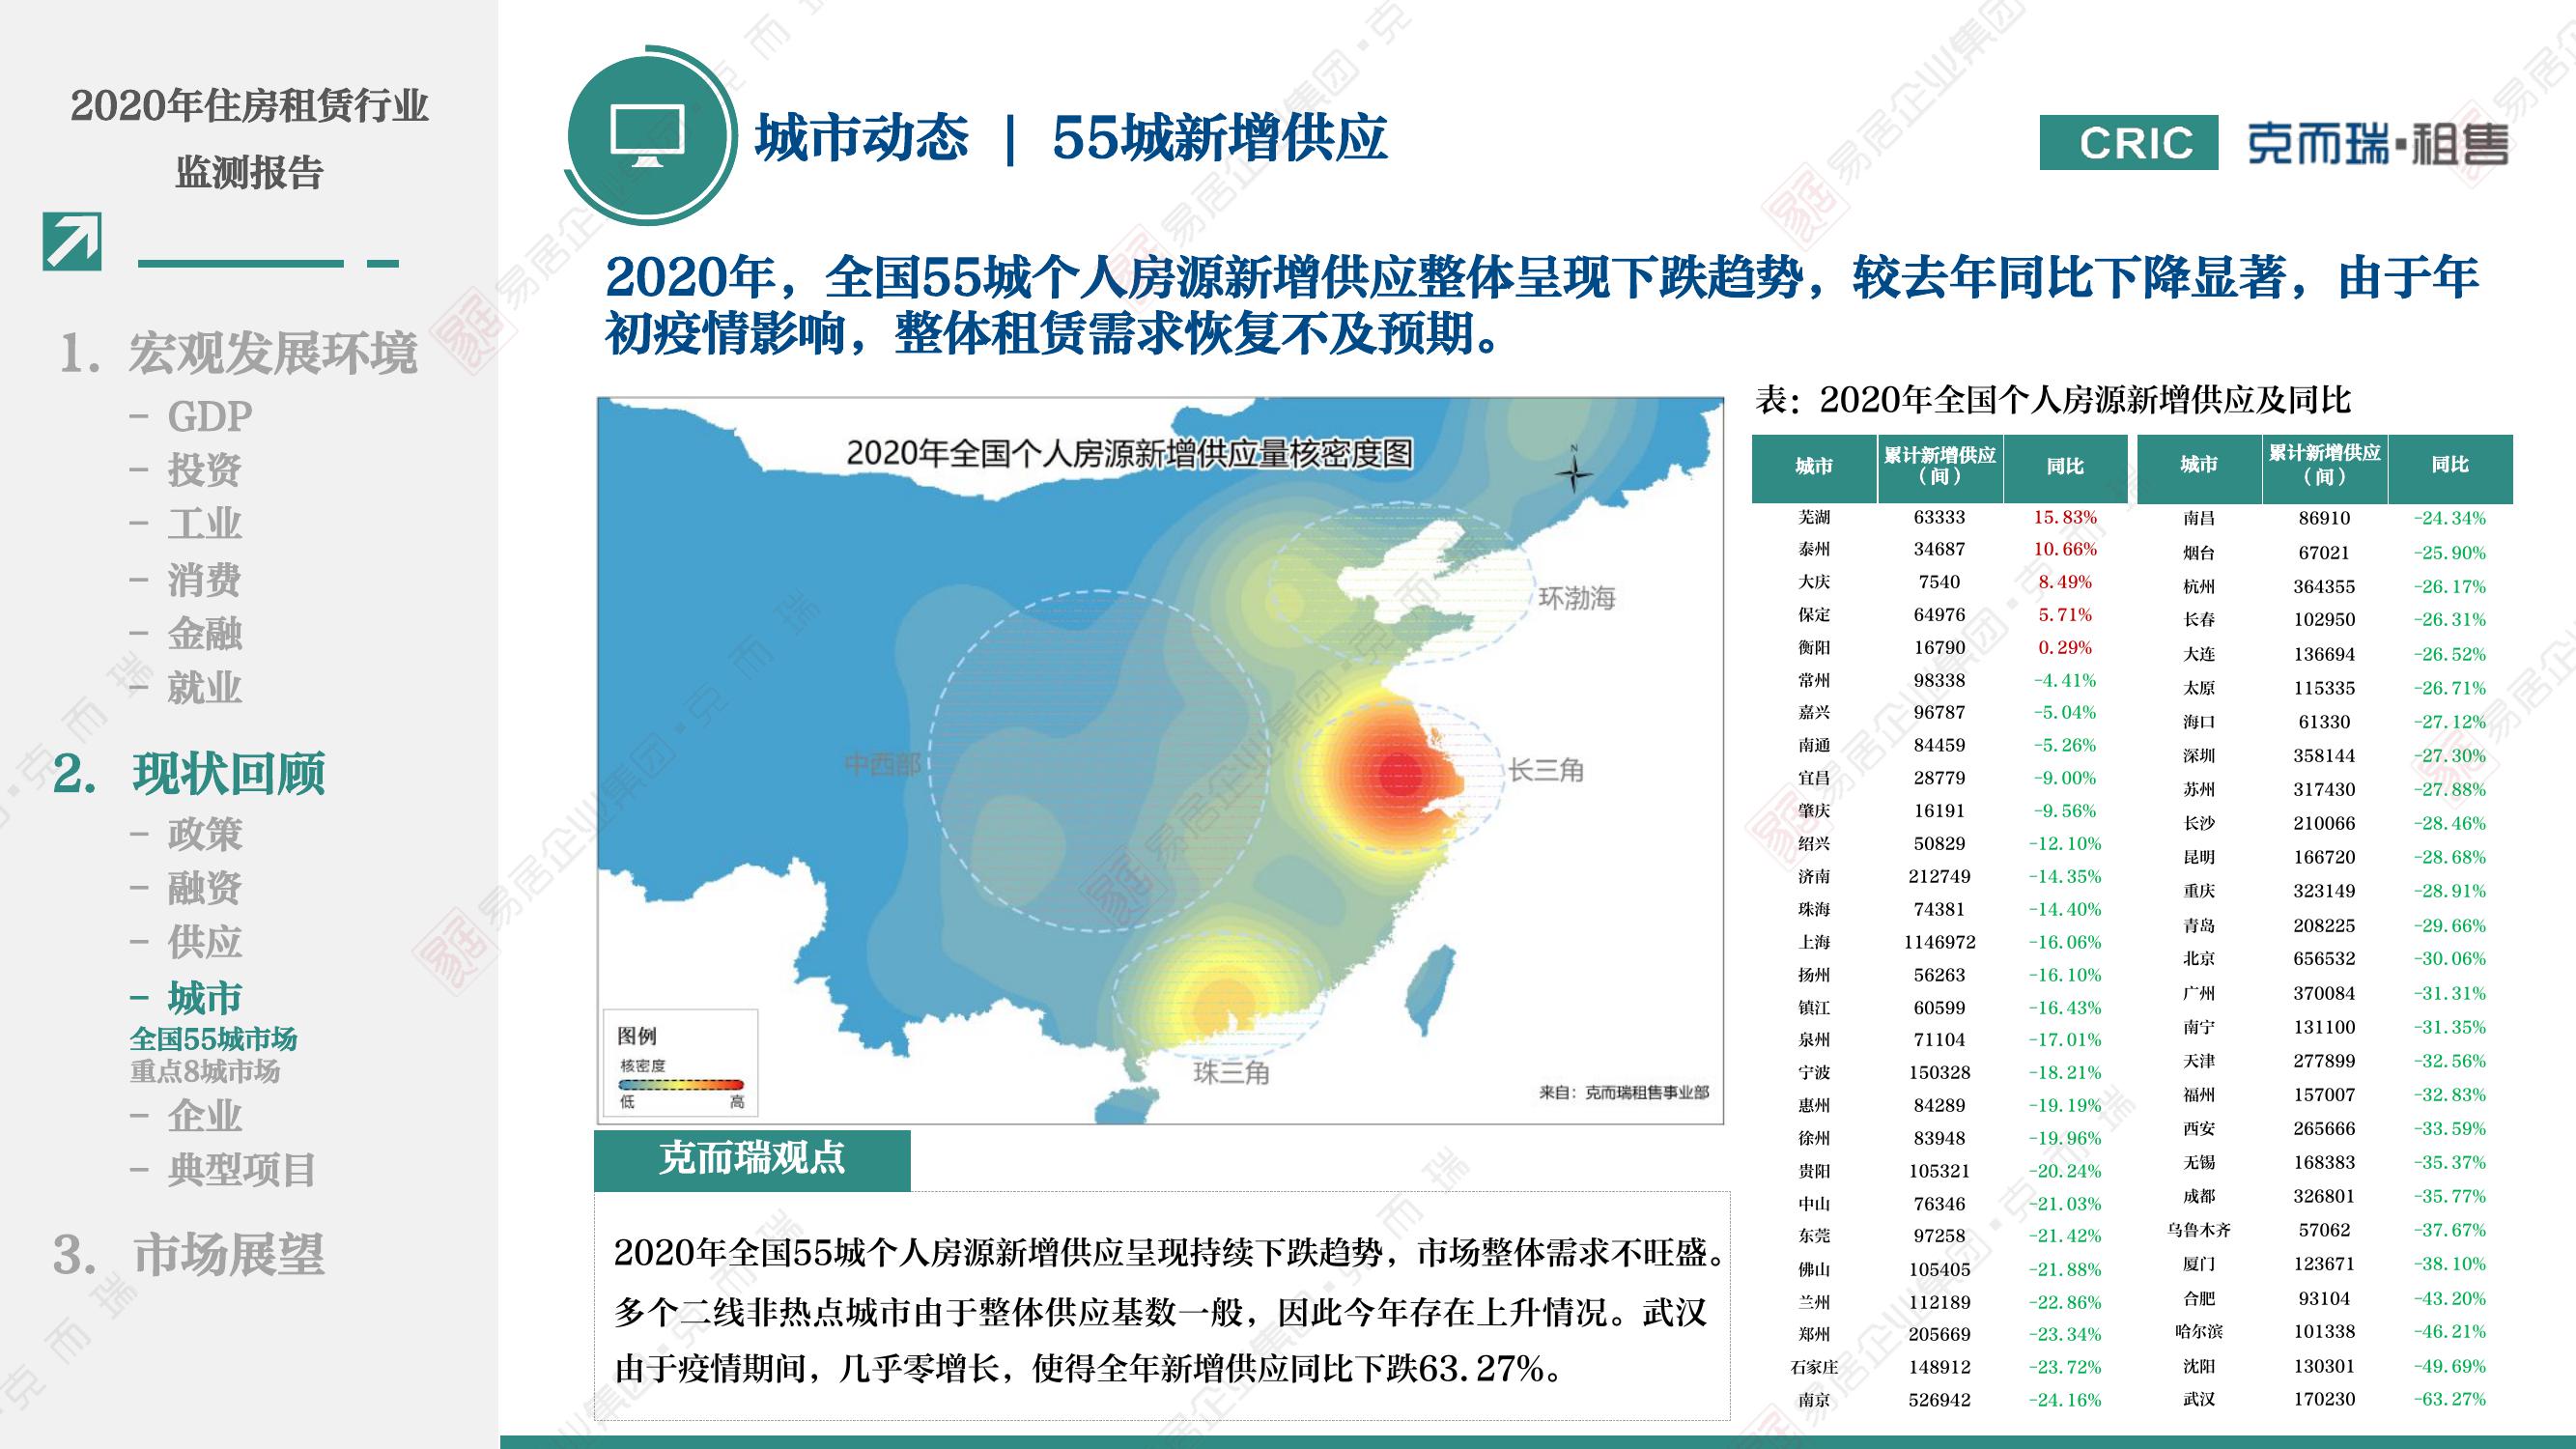 2020年住房租赁行业
监测报告
1. 宏观发展环境
- GDP
- 投资
- 工业
- 消费
- 金融
- 就业
2. 现状回顾
- 政策
- 融资
- 供应
- 城市
全国55城市场
重点8城市场
- 企业
- 典型项目
3. 市场展望
城市动态 | 55城新增供应
CRIC 克而瑞·租售
2020年，全国55城个人房源新增供应整体呈现下跌趋势，较去年同比下降显著，由于年
初疫情影响，整体租赁需求恢复不及预期。
2020年全国个人房源新增供应量核密度图
N
环渤海
中西部
长三角
珠三角
图例
核密度
低 高
来自：克而瑞租售事业部
克而瑞观点
2020年全国55城个人房源新增供应呈现持续下跌趋势，市场整体需求不旺盛。
多个二线非热点城市由于整体供应基数一般，因此今年存在上升情况。武汉
由于疫情期间，几乎零增长，使得全年新增供应同比下跌63.27%。
表：2020年全国个人房源新增供应及同比
城市 累计新增供应（间） 同比
芜湖 63333 15.83%
泰州 34687 10.66%
大庆 7540 8.49%
保定 64976 5.71%
衡阳 16790 0.29%
常州 98338 -4.41%
嘉兴 96787 -5.04%
南通 84459 -5.26%
宜昌 28779 -9.00%
肇庆 16191 -9.56%
绍兴 50829 -12.10%
济南 212749 -14.35%
珠海 74381 -14.40%
上海 1146972 -16.06%
扬州 56263 -16.10%
镇江 60599 -16.43%
泉州 71104 -17.01%
宁波 150328 -18.21%
惠州 84289 -19.19%
徐州 83948 -19.96%
贵阳 105321 -20.24%
中山 76346 -21.03%
东莞 97258 -21.42%
佛山 105405 -21.88%
兰州 112189 -22.86%
郑州 205669 -23.34%
石家庄 148912 -23.72%
南京 526942 -24.16%
城市 累计新增供应（间） 同比
南昌 86910 -24.34%
烟台 67021 -25.90%
杭州 364355 -26.17%
长春 102950 -26.31%
大连 136694 -26.52%
太原 115335 -26.71%
海口 61330 -27.12%
深圳 358144 -27.30%
苏州 317430 -27.88%
长沙 210066 -28.46%
昆明 166720 -28.68%
重庆 323149 -28.91%
青岛 208225 -29.66%
北京 656532 -30.06%
广州 370084 -31.31%
南宁 131100 -31.35%
天津 277899 -32.56%
福州 157007 -32.83%
西安 265666 -33.59%
无锡 168383 -35.37%
成都 326801 -35.77%
乌鲁木齐 57062 -37.67%
厦门 123671 -38.10%
合肥 93104 -43.20%
哈尔滨 101338 -46.21%
沈阳 130301 -49.69%
武汉 170230 -63.27%
易居企业集团·克而瑞